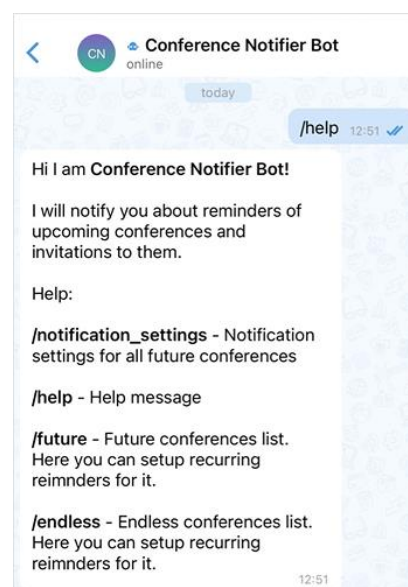 CN
Conference Notifier Bot
online
today
/help 12:51
Hi I am Conference Notifier Bot!
I will notify you about reminders of
upcoming conferences and
invitations to them.
Help:
/notification_settings - Notification
settings for all future conferences
/help - Help message
/future - Future conferences list.
Here you can setup recurring
reimnders for it.
/endless - Endless conferences list.
Here you can setup recurring
reimnders for it.
12:51